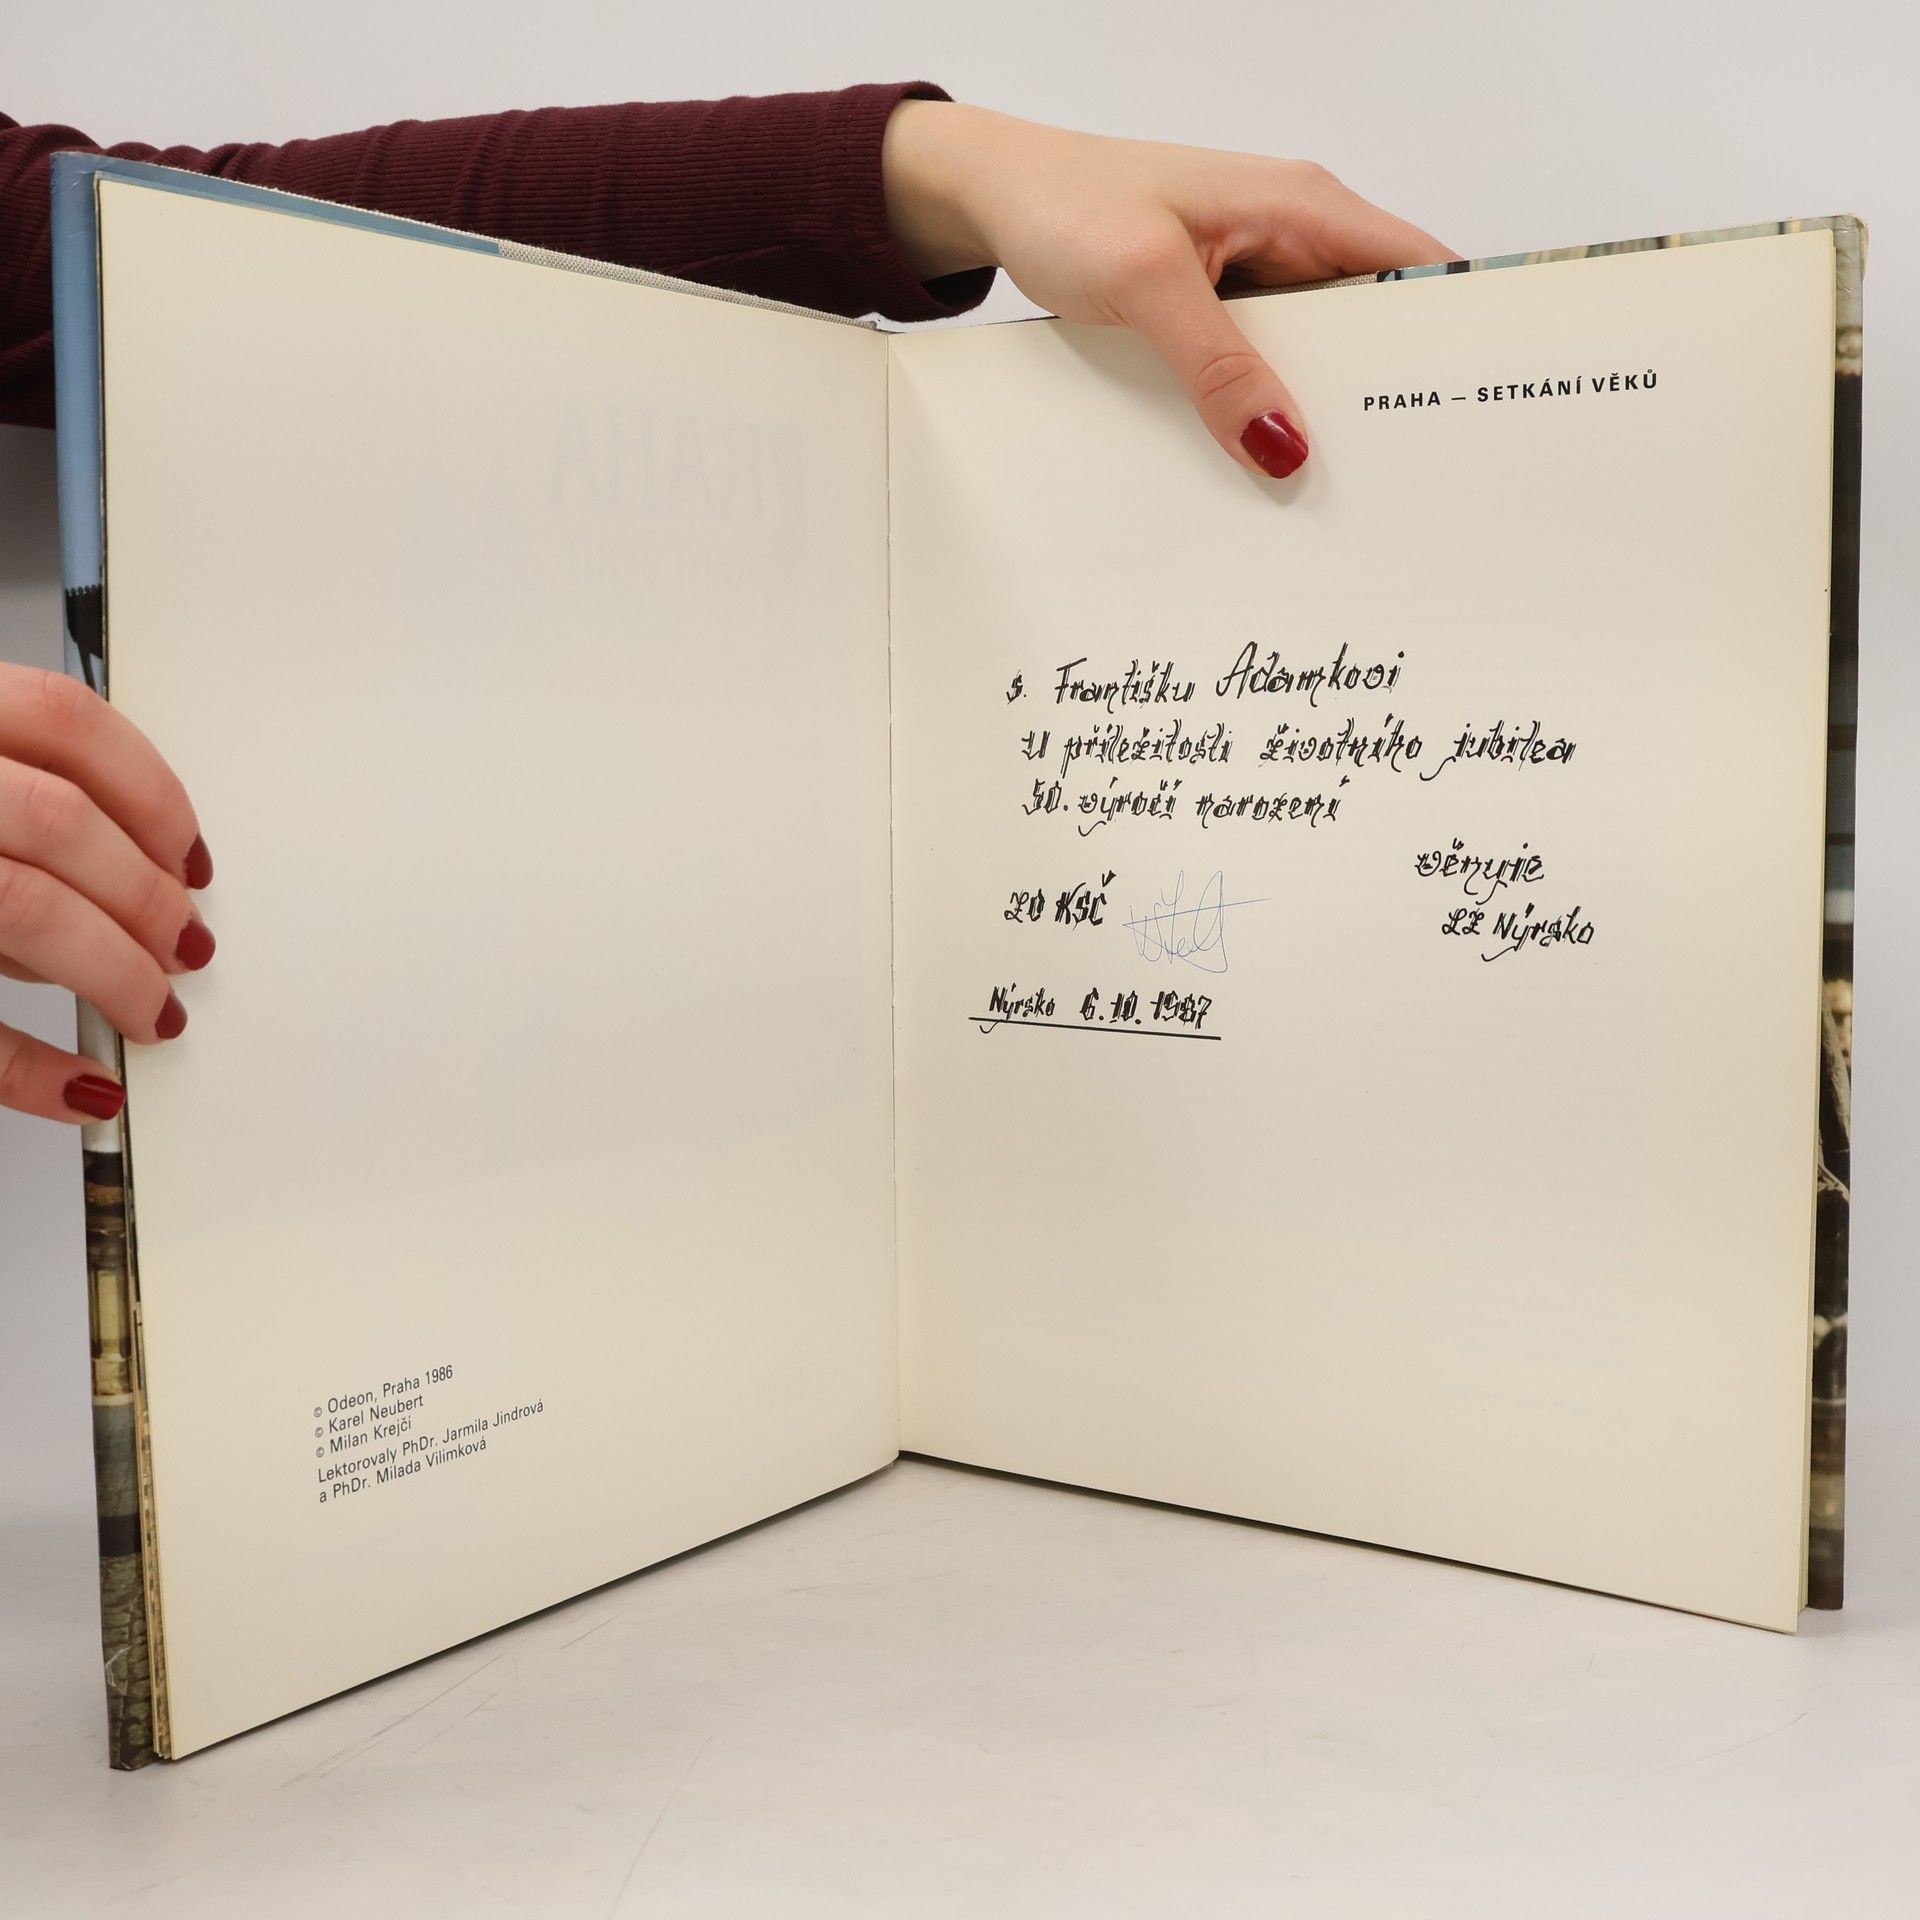 © Odeon, Praha 1986
© Karel Neubert
© Milan Krejčí
Lektorovaly PhDr. Jarmila Jindrová
a PhDr. Milada Vilímková
PRAHA – SETKÁNÍ VĚKŮ
s. Františku Adamkovi
U příležitosti životního jubilea
50. výročí narození
věnuje
ZO KSČ
LZ Nýrsko
Nýrsko 6.10.1987